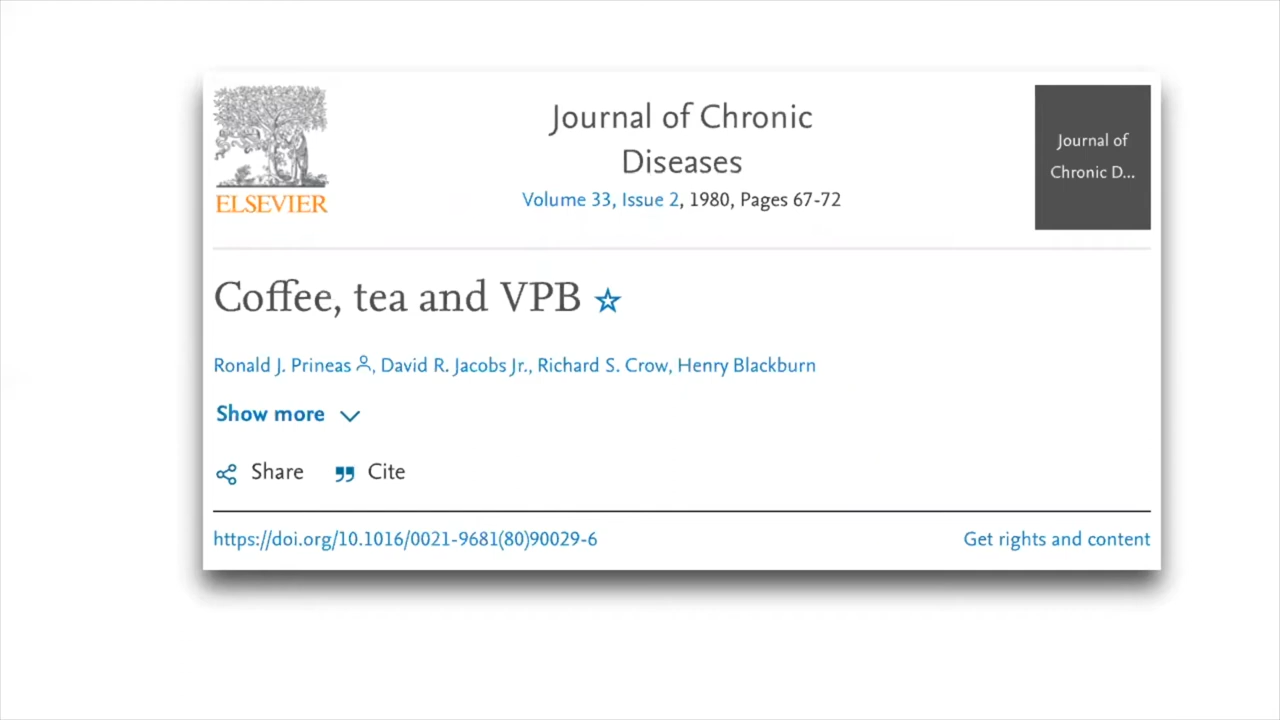 ELSEVIER
Journal of Chronic
Diseases
Volume 33, Issue 2, 1980, Pages 67-72
Journal of
Chronic D...
Coffee, tea and VPB
Ronald J. Prineas, David R. Jacobs Jr., Richard S. Crow, Henry Blackburn
Show more
Share
Cite
https://doi.org/10.1016/0021-9681(80)90029-6
Get rights and content